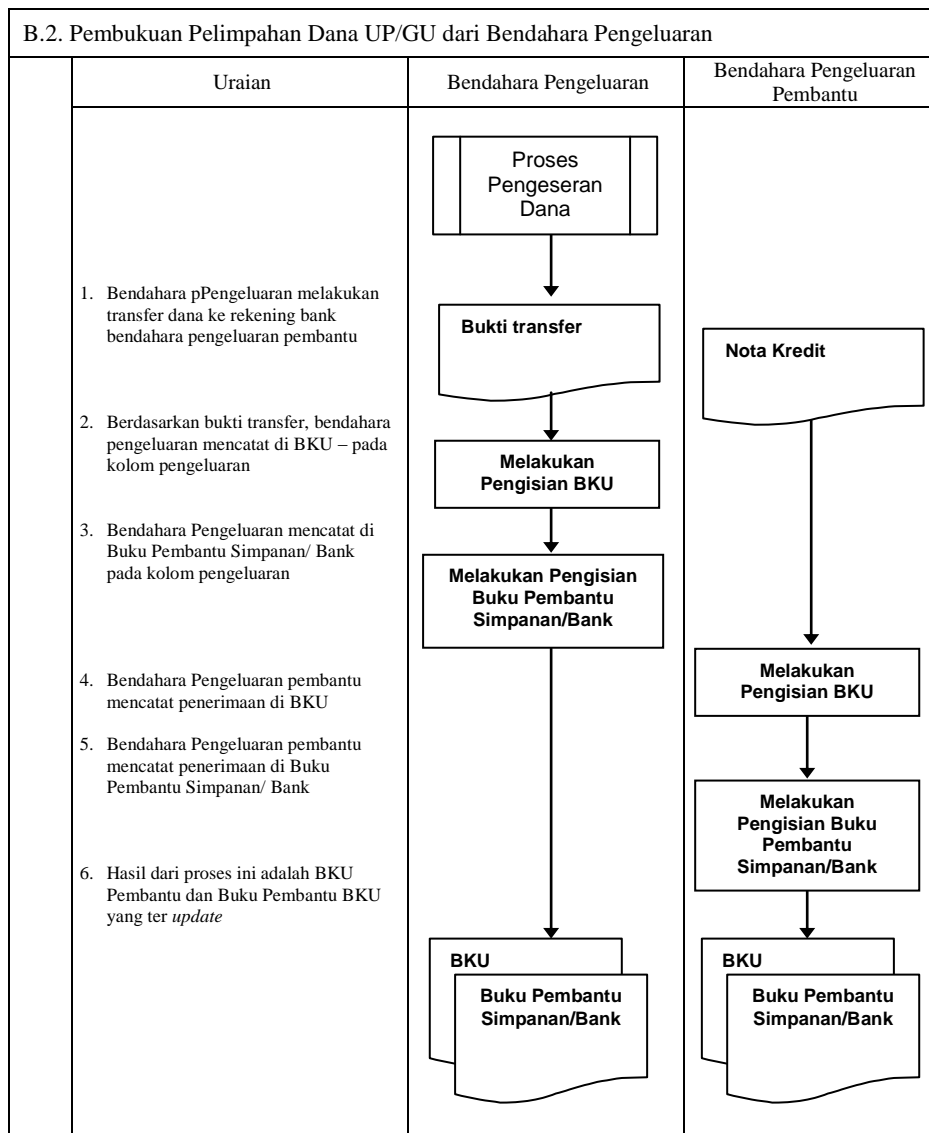 B.2. Pembukuan Pelimpahan Dana UP/GU dari Bendahara Pengeluaran
Uraian
Bendahara Pengeluaran
Bendahara Pengeluaran
Pembantu
1. Bendahara pPengeluaran melakukan
transfer dana ke rekening bank
bendahara pengeluaran pembantu
2. Berdasarkan bukti transfer, bendahara
pengeluaran mencatat di BKU – pada
kolom pengeluaran
3. Bendahara Pengeluaran mencatat di
Buku Pembantu Simpanan/ Bank
pada kolom pengeluaran
4. Bendahara Pengeluaran pembantu
mencatat penerimaan di BKU
5. Bendahara Pengeluaran pembantu
mencatat penerimaan di Buku
Pembantu Simpanan/ Bank
6. Hasil dari proses ini adalah BKU
Pembantu dan Buku Pembantu BKU
yang ter update
Proses
Pengeseran
Dana
Bukti transfer
Melakukan
Pengisian BKU
Melakukan Pengisian
Buku Pembantu
Simpanan/Bank
BKU
Buku Pembantu
Simpanan/Bank
Nota Kredit
Melakukan
Pengisian BKU
Melakukan
Pengisian Buku
Pembantu
Simpanan/Bank
BKU
Buku Pembantu
Simpanan/Bank